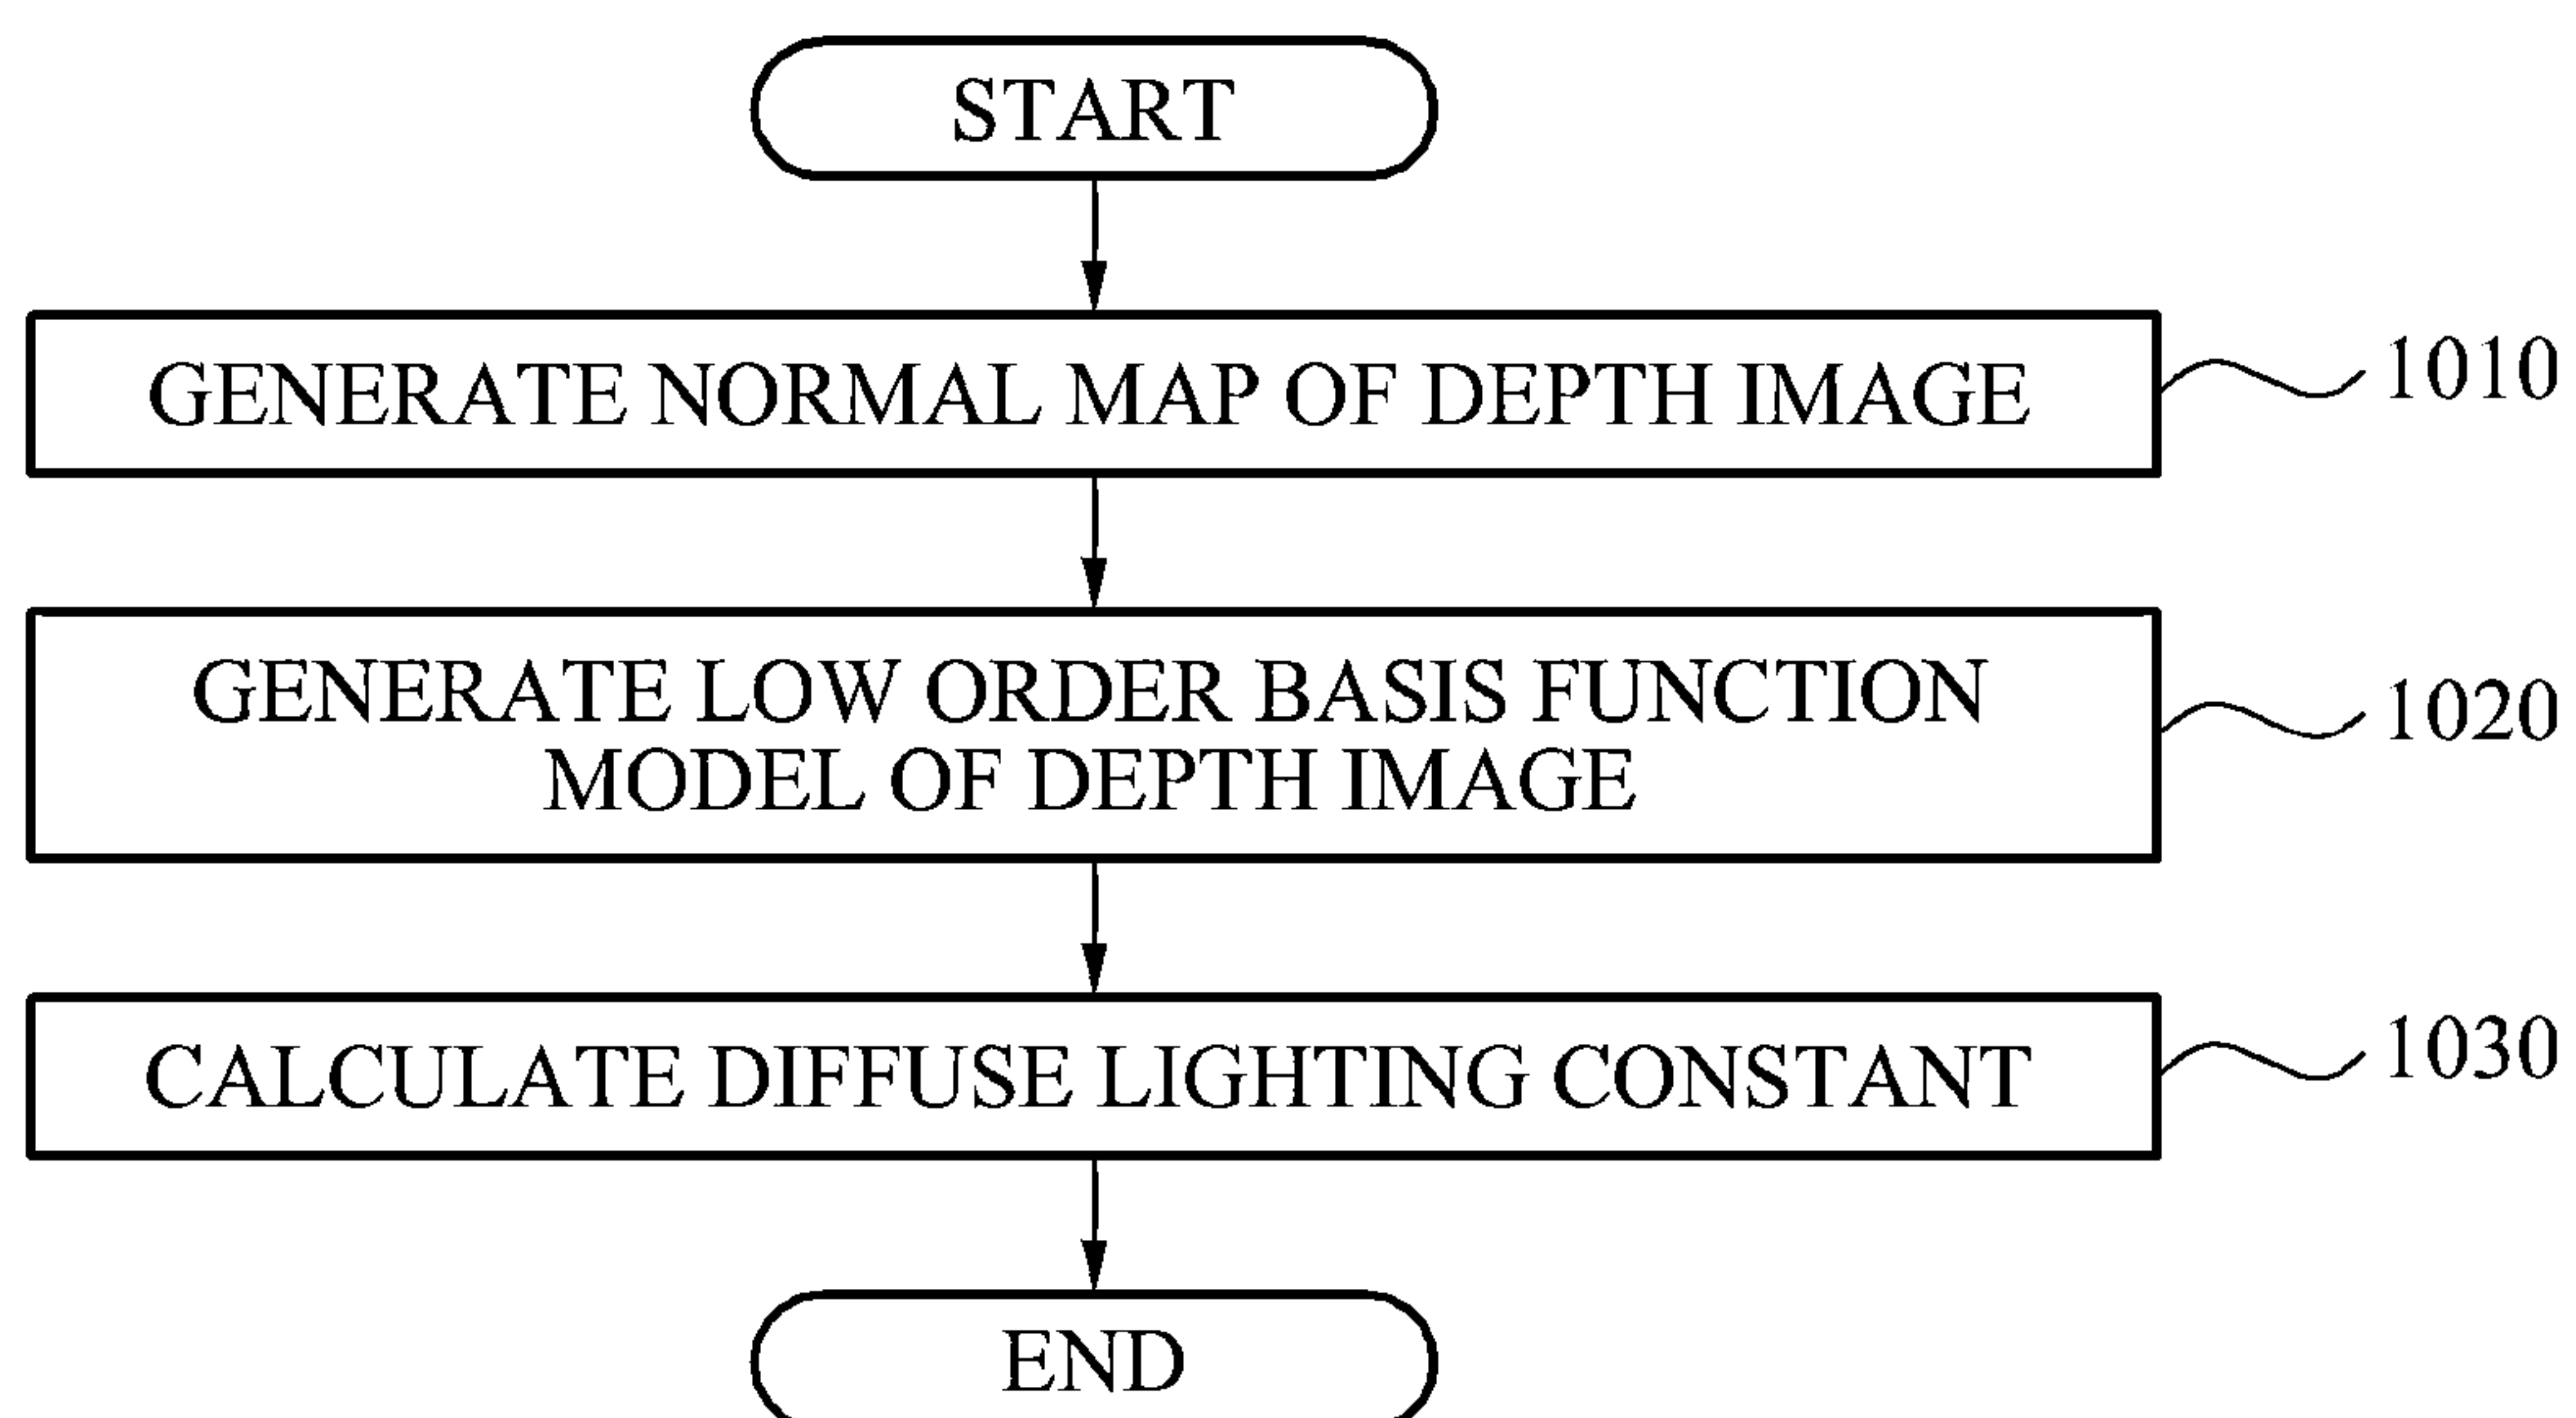 START
GENERATE NORMAL MAP OF DEPTH IMAGE
1010
GENERATE LOW ORDER BASIS FUNCTION
MODEL OF DEPTH IMAGE
1020
CALCULATE DIFFUSE LIGHTING CONSTANT
1030
END